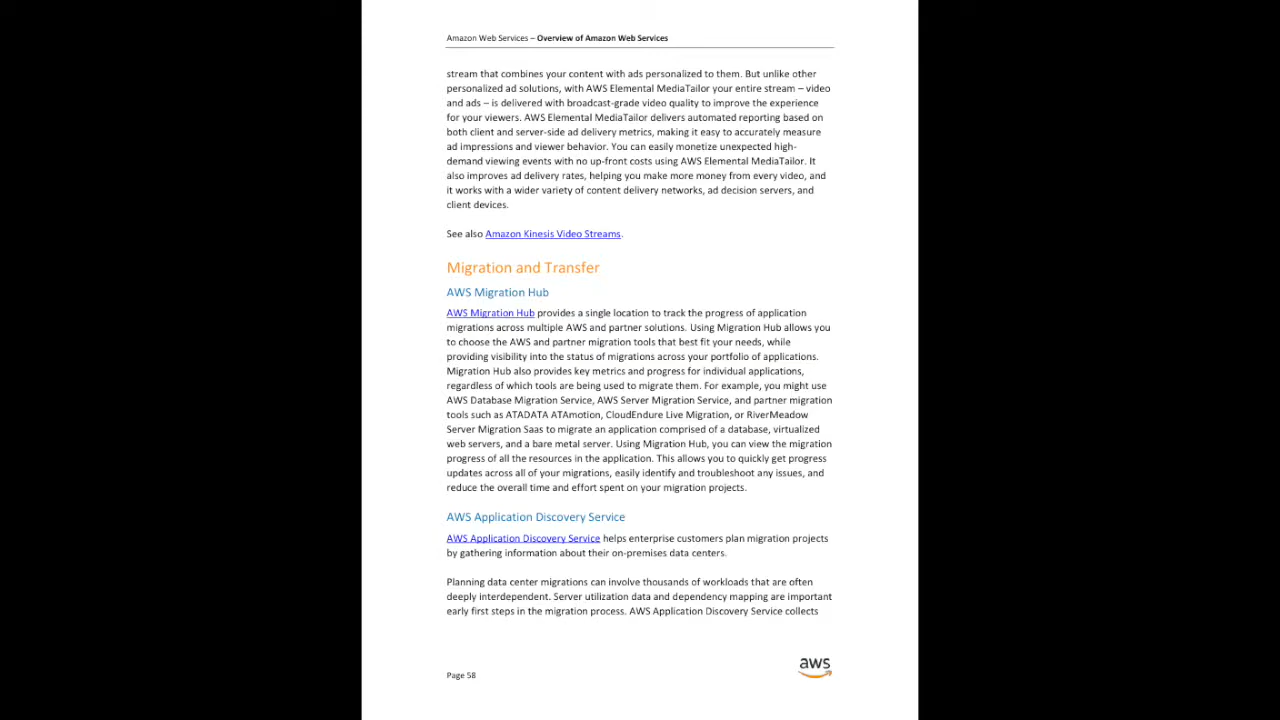 Amazon Web Services – Overview of Amazon Web Services
stream that combines your content with ads personalized to them. But unlike other
personalized ad solutions, with AWS Elemental MediaTailor your entire stream – video
and ads – is delivered with broadcast-grade video quality to improve the experience
for your viewers. AWS Elemental MediaTailor delivers automated reporting based on
both client and server-side ad delivery metrics, making it easy to accurately measure
ad impressions and viewer behavior. You can easily monetize unexpected high-
demand viewing events with no up-front costs using AWS Elemental MediaTailor. It
also improves ad delivery rates, helping you make more money from every video, and
it works with a wider variety of content delivery networks, ad decision servers, and
client devices.
See also Amazon Kinesis Video Streams.
Migration and Transfer
AWS Migration Hub
AWS Migration Hub provides a single location to track the progress of application
migrations across multiple AWS and partner solutions. Using Migration Hub allows you
to choose the AWS and partner migration tools that best fit your needs, while
providing visibility into the status of migrations across your portfolio of applications.
Migration Hub also provides key metrics and progress for individual applications,
regardless of which tools are being used to migrate them. For example, you might use
AWS Database Migration Service, AWS Server Migration Service, and partner migration
tools such as ATADATA ATAmotion, CloudEndure Live Migration, or RiverMeadow
Server Migration Saas to migrate an application comprised of a database, virtualized
web servers, and a bare metal server. Using Migration Hub, you can view the migration
progress of all the resources in the application. This allows you to quickly get progress
updates across all of your migrations, easily identify and troubleshoot any issues, and
reduce the overall time and effort spent on your migration projects.
AWS Application Discovery Service
AWS Application Discovery Service helps enterprise customers plan migration projects
by gathering information about their on-premises data centers.
Planning data center migrations can involve thousands of workloads that are often
deeply interdependent. Server utilization data and dependency mapping are important
early first steps in the migration process. AWS Application Discovery Service collects
aws
Page 58